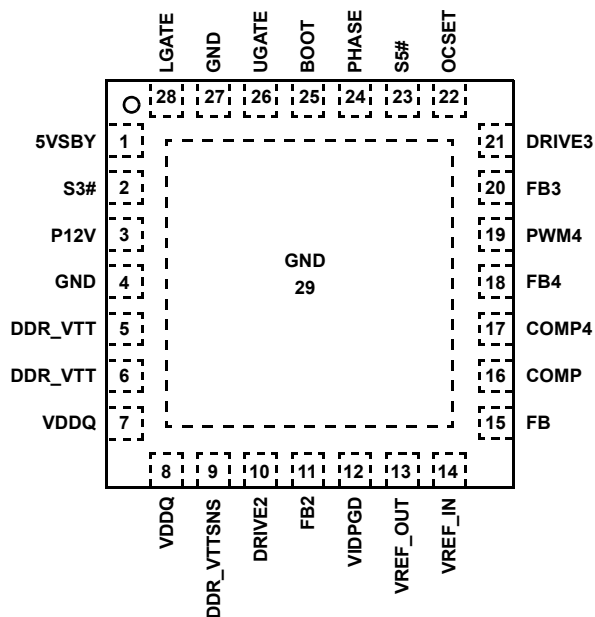 LGATE
GND
UGATE
BOOT
PHASE
S5#
OCSET
28
27
26
25
24
23
22
5VSBY 1
21 DRIVE3
S3# 2
20 FB3
P12V 3
19 PWM4
GND 4
18 FB4
DDR_VTT 5
17 COMP4
DDR_VTT 6
16 COMP
VDDQ 7
15 FB
GND
29
8
9
10
11
12
13
14
VDDQ
DDR_VTTSNS
DRIVE2
FB2
VIDPGD
VREF_OUT
VREF_IN